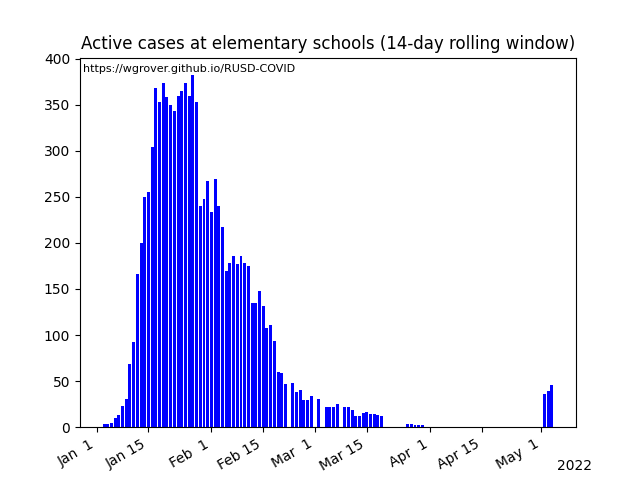 Active cases at elementary schools (14-day rolling window)
https://wgrover.github.io/RUSD-COVID
400
350
300
250
200
150
100
50
0
Jan 1
Jan 15
Feb 1
Feb 15
Mar 1
Mar 15
Apr 1
Apr 15
May 1
2022